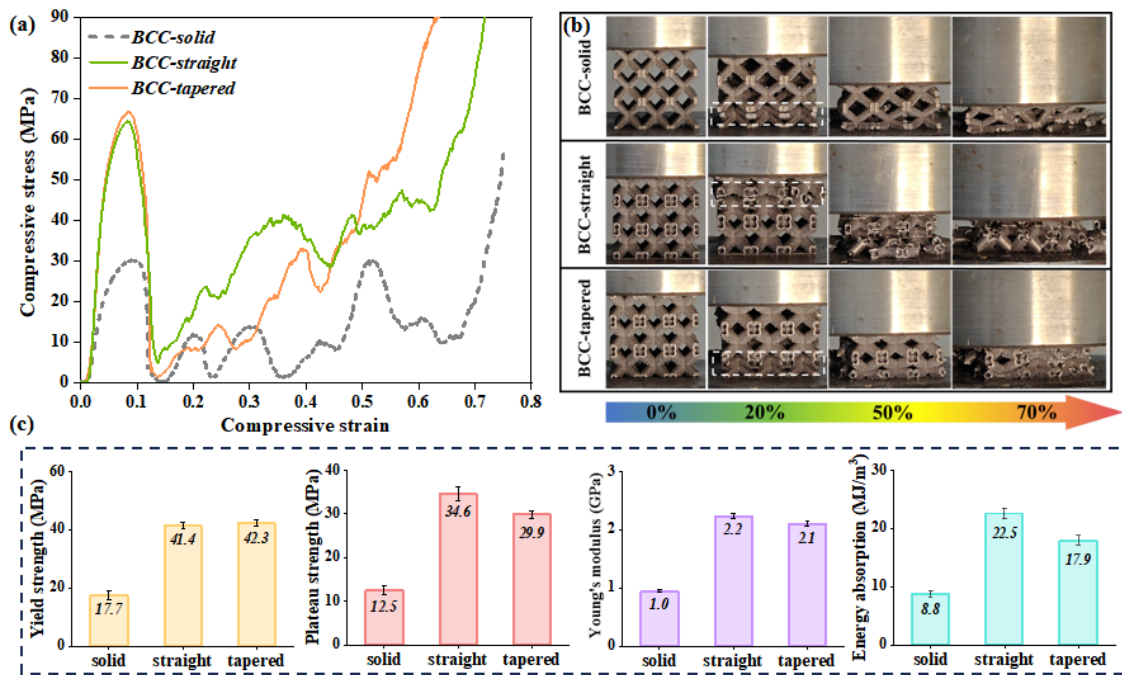 (a)
Compressive stress (MPa)
90
80
70
60
50
40
30
20
10
0
BCC-solid
BCC-straight
BCC-tapered
0.0 0.1 0.2 0.3 0.4 0.5 0.6 0.7 0.8
Compressive strain
(b)
BCC-solid
BCC-straight
BCC-tapered
0% 20% 50% 70%
(c)
Yield strength (MPa)
60
40
20
0
17.7
41.4
42.3
solid straight tapered
Plateau strength (MPa)
40
30
20
10
0
12.5
34.6
29.9
solid straight tapered
Young's modulus (GPa)
3
2
1
0
1.0
2.2
2.1
solid straight tapered
Energy absorption (MJ/m³)
30
20
10
0
8.8
22.5
17.9
solid straight tapered